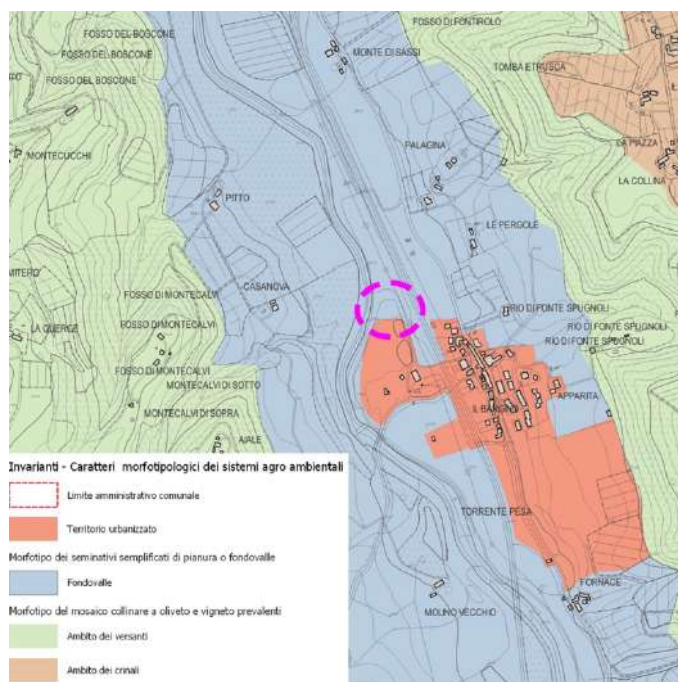 FOSSO DEL BOSCONE
FOSSO DEL BOSCONE
FOSSO DEL BOSCONE
MONTE DI SASSI
FOSSO DI FONTIROLO
TOMBA ETRUSCA
LA PIAZZA
LA COLLINA
MONTECUCCHI
PALAGINA
PITTO
LE PERGOLE
MITERO
FOSSO DI MONTECALVI
CASANOVA
RIO DI FONTE SPUGNOLI
LA QUERCE
FOSSO DI MONTECALVI
RIO DI FONTE SPUGNOLI
RIO DI FONTE SPUGNOLI
FOSSO DI MONTECALVI
MONTECALVI DI SOTTO
MONTECALVI DI SOPRA
APPARITA
AIALE
TORRENTE PESA
FORNACE
MOLINO VECCHIO
Invarianti - Caratteri morfotipologici dei sistemi agro ambientali
Limite amministrativo comunale
Territorio urbanizzato
Morfotipo dei seminativi semplificati di pianura o fondovalle
Fondovalle
Morfotipo del mosaico collinare a oliveto e vigneto prevalenti
Ambito dei versanti
Ambito dei crinali